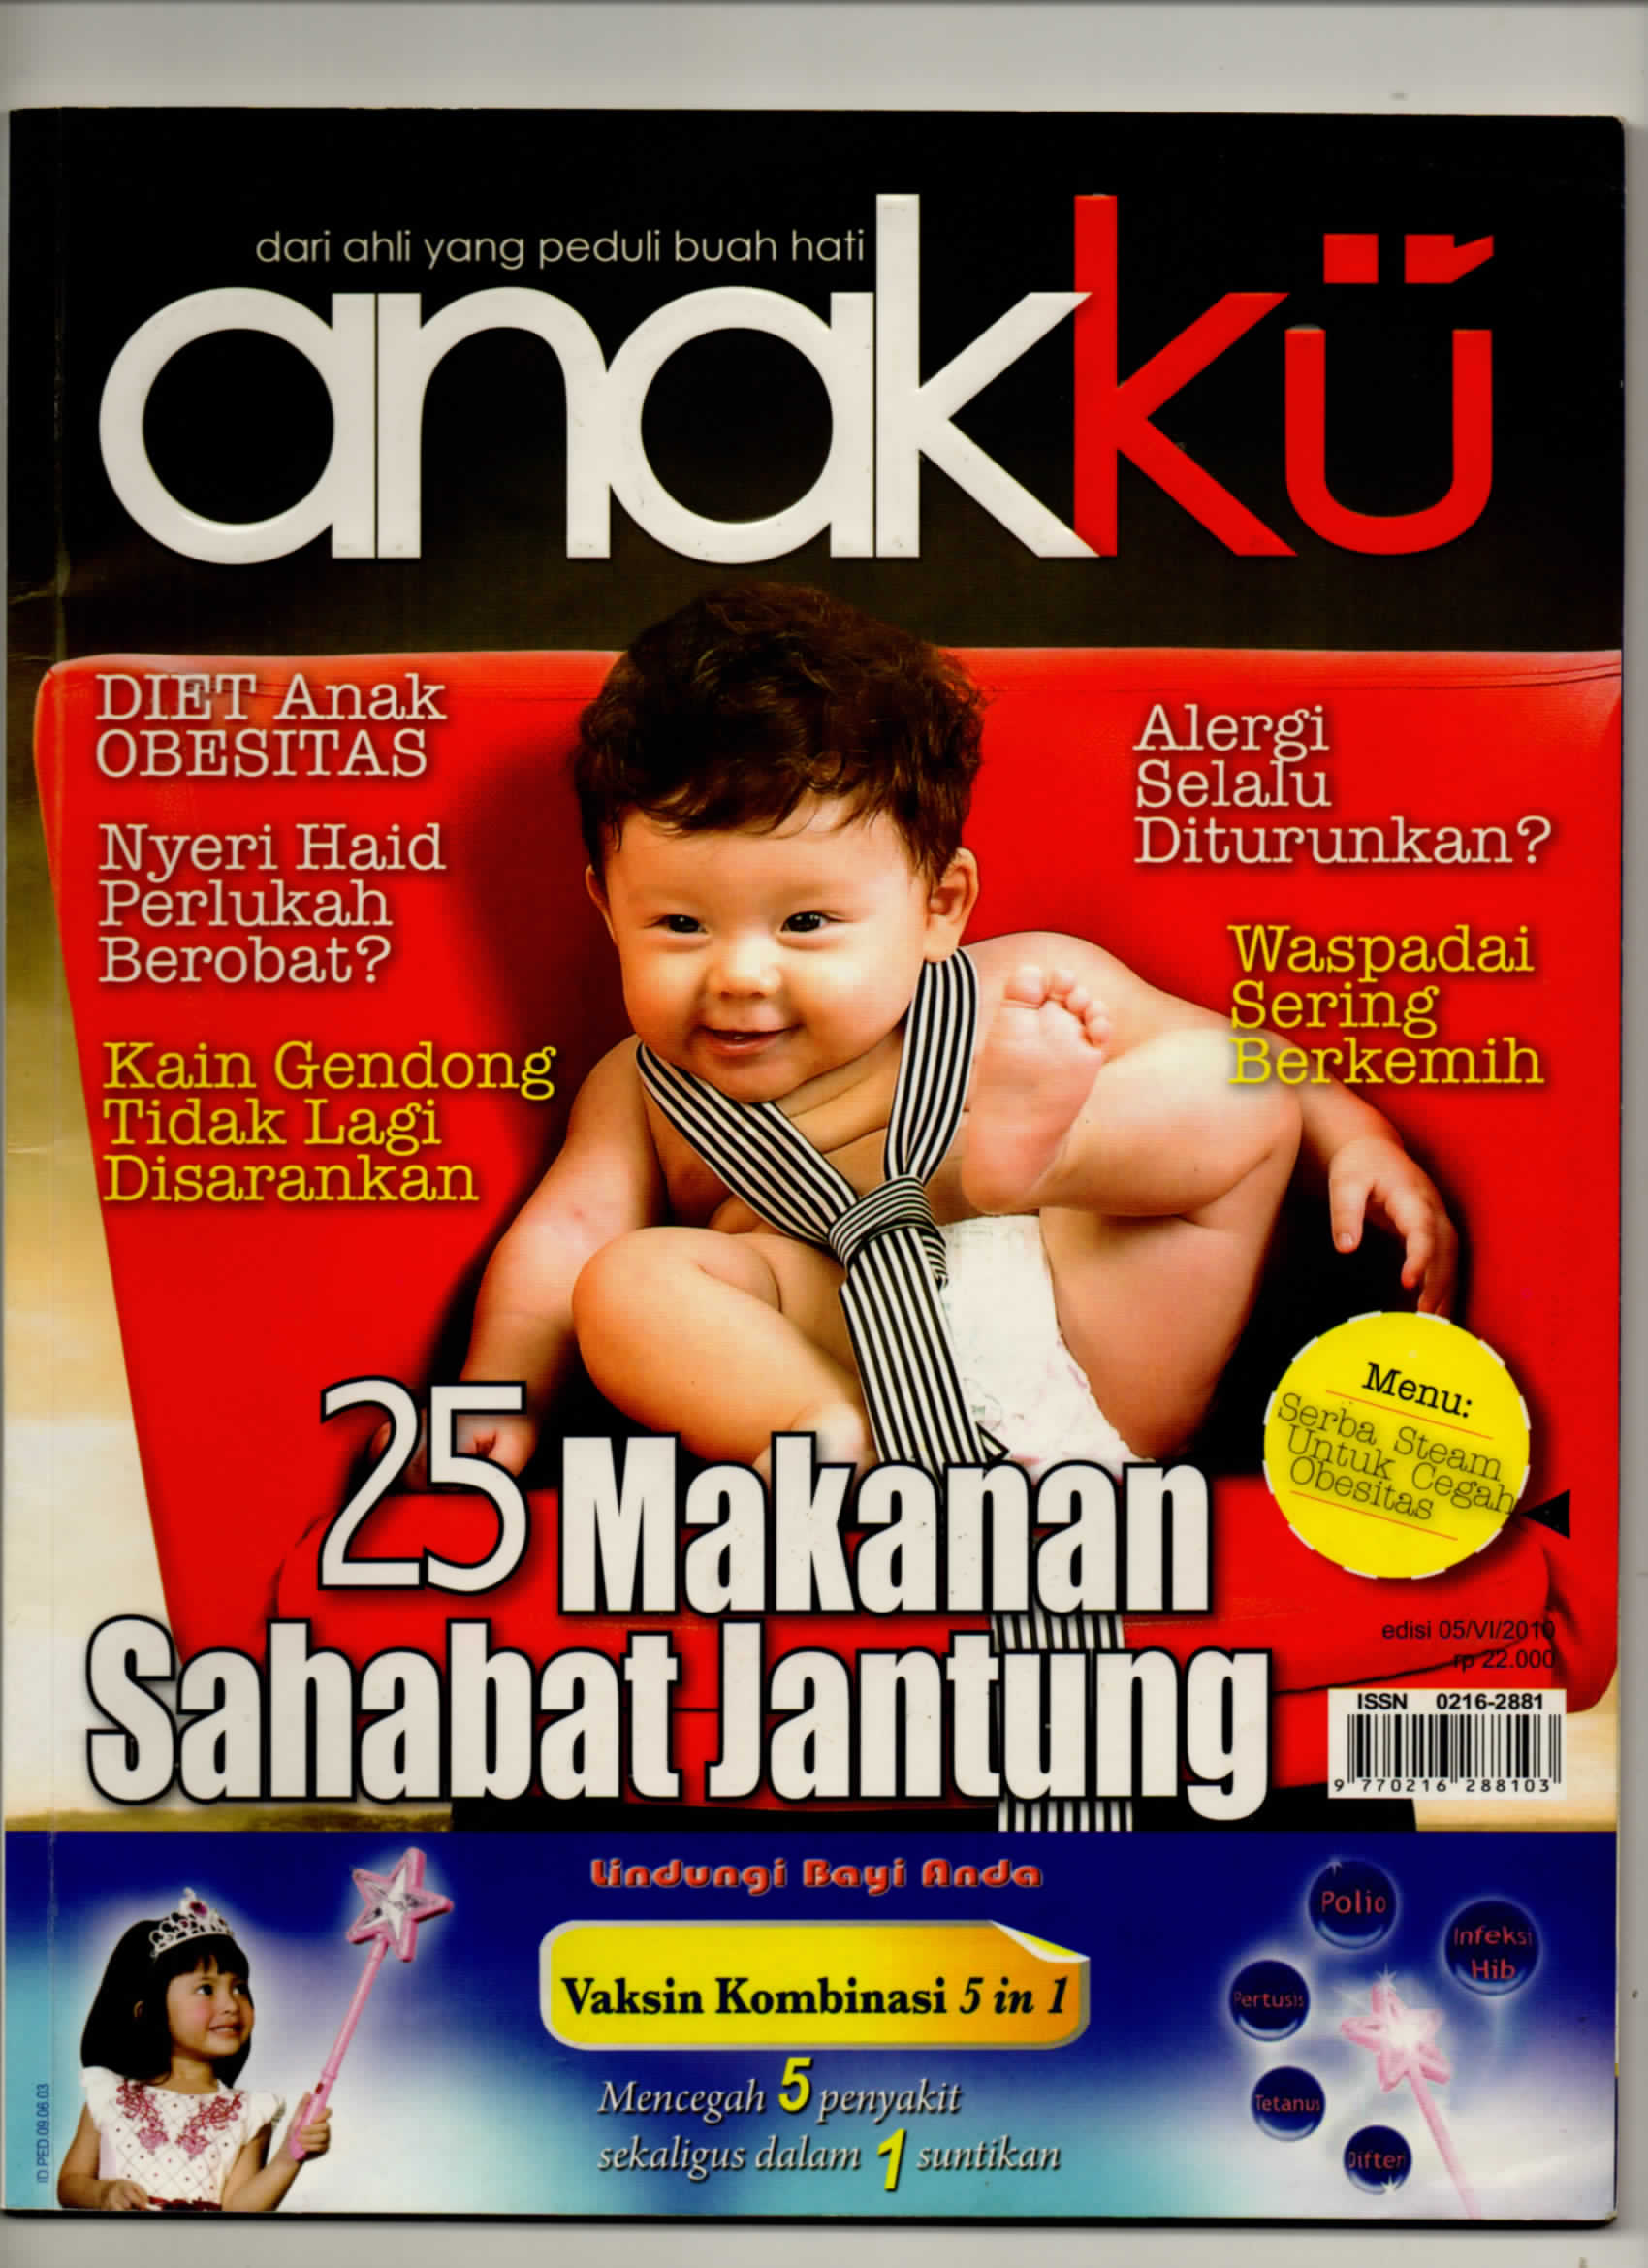 dari ahli yang peduli buah hati
anakkü
DIET Anak
OBESITAS
Nyeri Haid
Perlukah
Berobat?
Kain Gendong
Tidak Lagi
Disarankan
Alergi
Selalu
Diturunkan?
Waspadai
Sering
Berkemih
Menu:
Serba Steam
Untuk Cegah
Obesitas
25 Makanan
Sahabat Jantung
edisi 05/VI/2010
rp 22.000
ISSN 0216-2881
9 770216 288103
Lindungi Bayi Anda
Vaksin Kombinasi 5 in 1
Mencegah 5 penyakit
sekaligus dalam 1 suntikan
Polio
Infeksi
Hib
Pertusis
Tetanus
Difteri
ID.PED.09.06.03